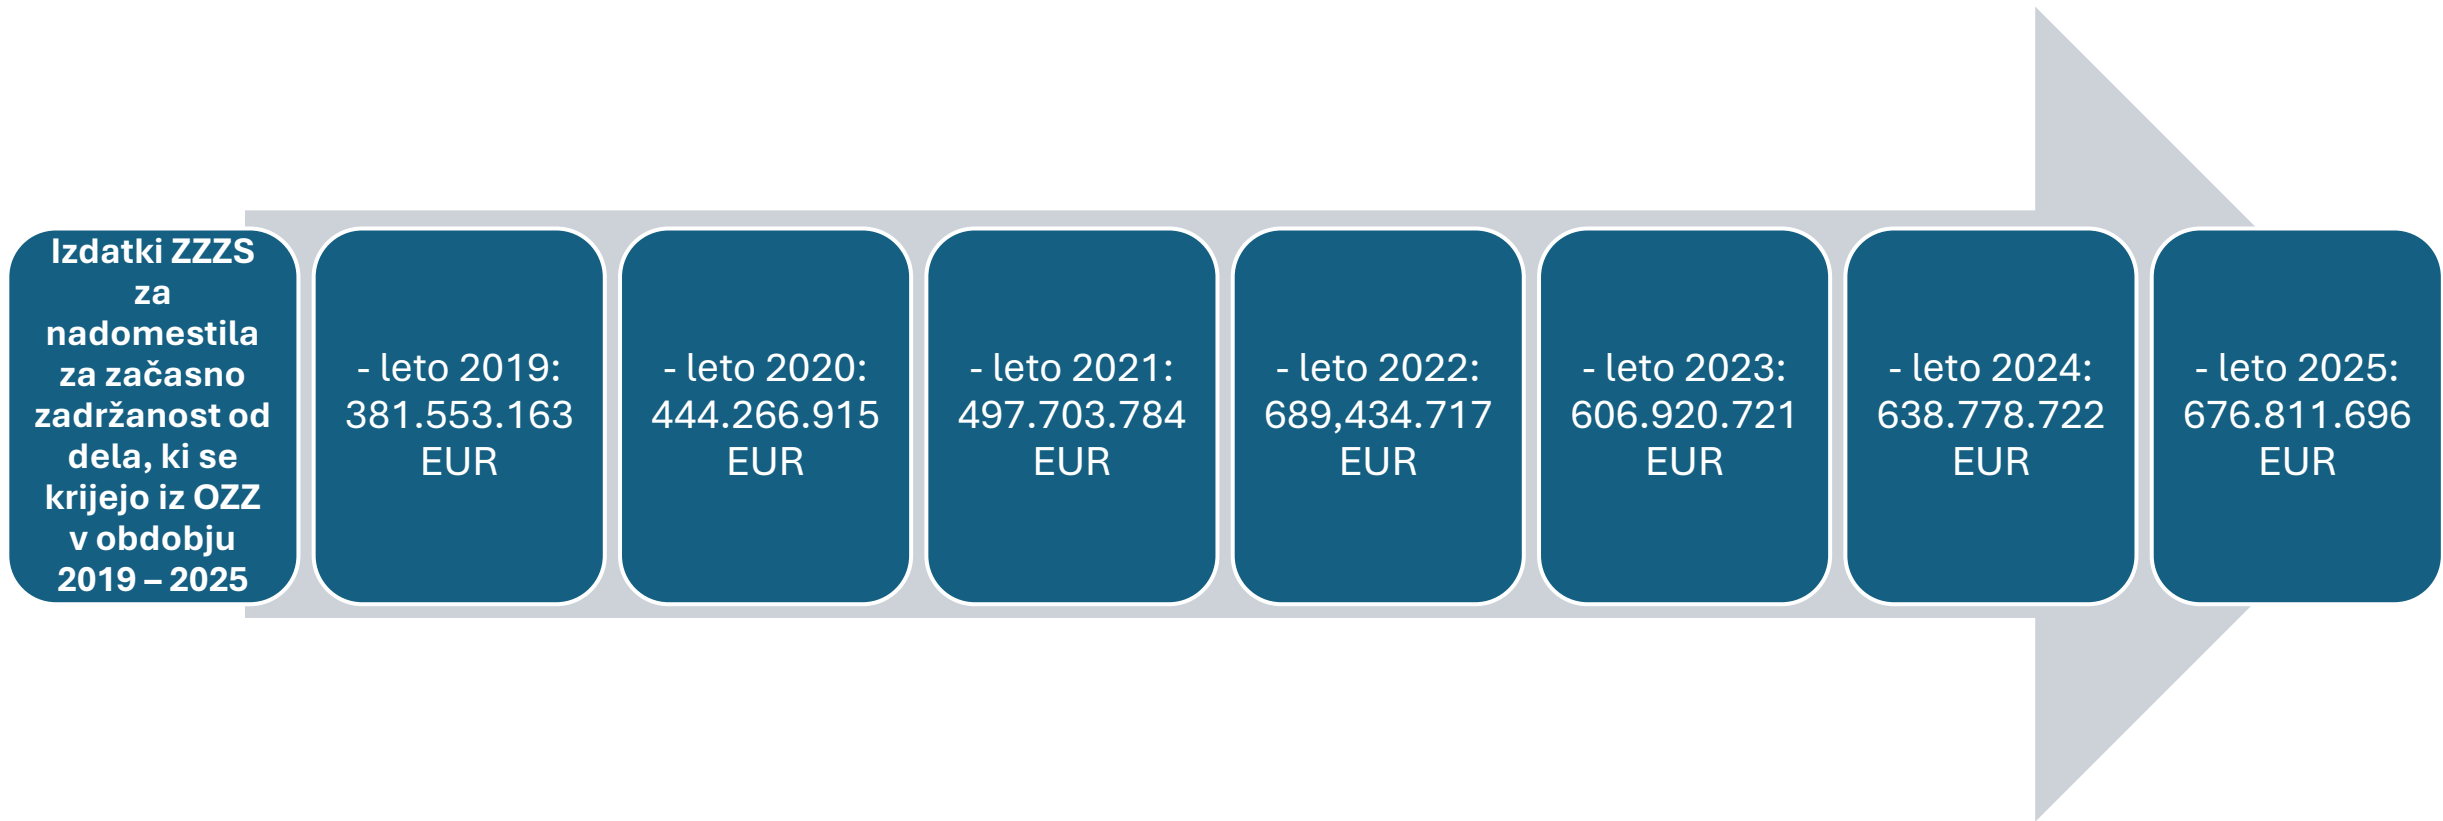 Izdatki ZZZS
za
nadomestila
za začasno
zadržanost od
dela, ki se
krijejo iz OZZ
v obdobju
2019 – 2025
- leto 2019:
381.553.163
EUR
- leto 2020:
444.266.915
EUR
- leto 2021:
497.703.784
EUR
- leto 2022:
689,434.717
EUR
- leto 2023:
606.920.721
EUR
- leto 2024:
638.778.722
EUR
- leto 2025:
676.811.696
EUR